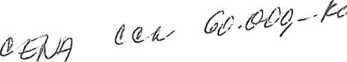 CENA CCA 60.000,- Kč